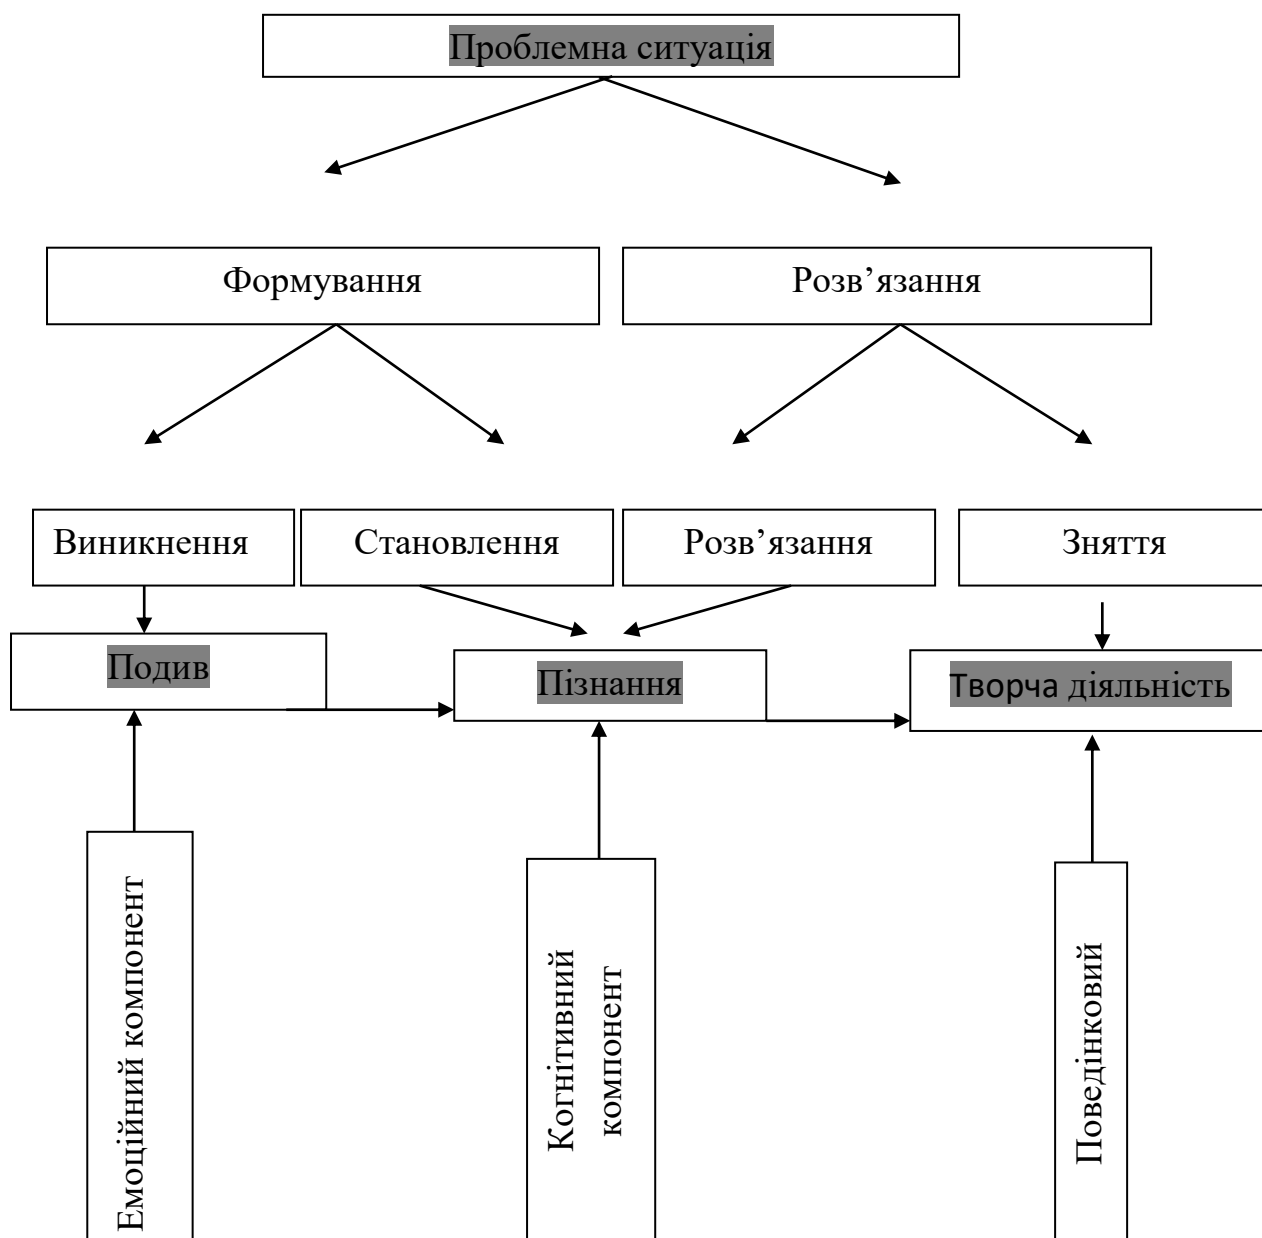 Проблемна ситуація
Формування
Розв’язання
Виникнення
Становлення
Розв’язання
Зняття
Подив
Пізнання
Творча діяльність
Емоційний компонент
Когнітивний
компонент
Поведінковий